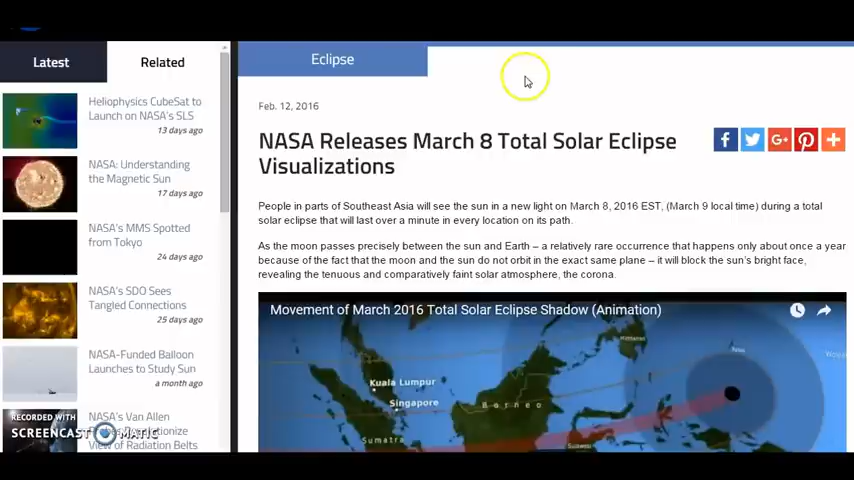 Latest
Related
Heliophysics CubeSat to
Launch on NASA's SLS
13 days ago
NASA: Understanding
the Magnetic Sun
17 days ago
NASA's MMS Spotted
from Tokyo
24 days ago
NASA's SDO Sees
Tangled Connections
25 days ago
NASA-Funded Balloon
Launches to Study Sun
a month ago
NASA's Van Allen
View of Radiation Belts
RECORDED WITH
SCREENCAST MATIC
Eclipse
Feb. 12, 2016
NASA Releases March 8 Total Solar Eclipse
Visualizations
People in parts of Southeast Asia will see the sun in a new light on March 8, 2016 EST, (March 9 local time) during a total
solar eclipse that will last over a minute in every location on its path.
As the moon passes precisely between the sun and Earth – a relatively rare occurrence that happens only about once a year
because of the fact that the moon and the sun do not orbit in the exact same plane – it will block the sun's bright face,
revealing the tenuous and comparatively faint solar atmosphere, the corona.
Movement of March 2016 Total Solar Eclipse Shadow (Animation)
Kuala Lumpur
Singapore
Borneo
Sumatra